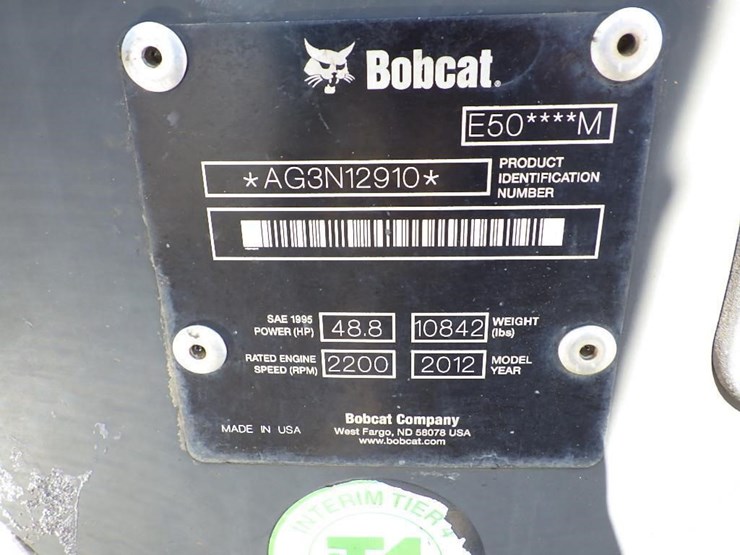 Bobcat.
E50****M
*AG3N12910*
PRODUCT
IDENTIFICATION
NUMBER
SAE 1995
POWER (HP)
48.8
10842
WEIGHT
(lbs)
RATED ENGINE
SPEED (RPM)
2200
2012
MODEL
YEAR
MADE IN USA
Bobcat Company
West Fargo, ND 58078 USA
www.bobcat.com
INTERIM TIER 4